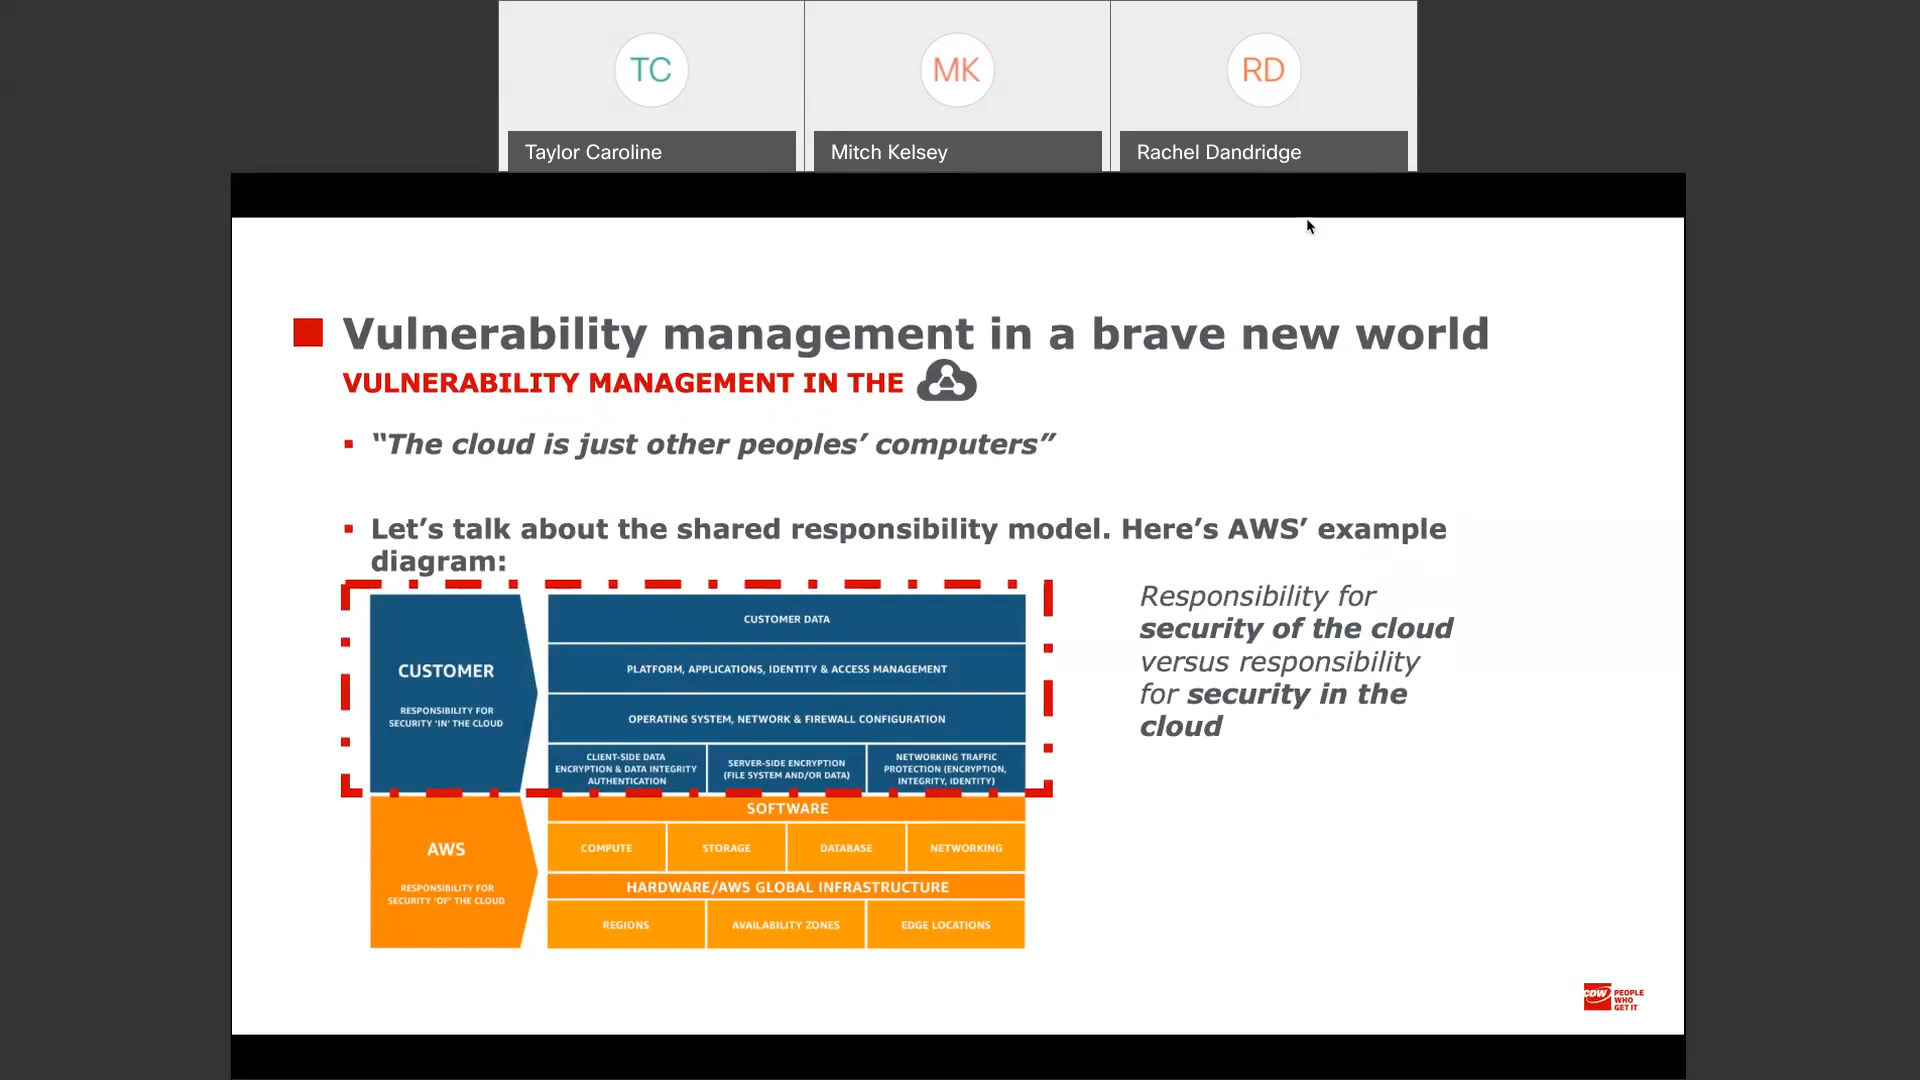 TC
MK
RD
Taylor Caroline
Mitch Kelsey
Rachel Dandridge
Vulnerability management in a brave new world
VULNERABILITY MANAGEMENT IN THE
“The cloud is just other peoples’ computers”
Let’s talk about the shared responsibility model. Here’s AWS’ example
diagram:
CUSTOMER
RESPONSIBILITY FOR
SECURITY ‘IN’ THE CLOUD
CUSTOMER DATA
PLATFORM, APPLICATIONS, IDENTITY & ACCESS MANAGEMENT
OPERATING SYSTEM, NETWORK & FIREWALL CONFIGURATION
CLIENT-SIDE DATA
ENCRYPTION & DATA INTEGRITY
AUTHENTICATION
SERVER-SIDE ENCRYPTION
(FILE SYSTEM AND/OR DATA)
NETWORKING TRAFFIC
PROTECTION (ENCRYPTION,
INTEGRITY, IDENTITY)
AWS
RESPONSIBILITY FOR
SECURITY ‘OF’ THE CLOUD
SOFTWARE
COMPUTE
STORAGE
DATABASE
NETWORKING
HARDWARE/AWS GLOBAL INFRASTRUCTURE
REGIONS
AVAILABILITY ZONES
EDGE LOCATIONS
Responsibility for
security of the cloud
versus responsibility
for security in the
cloud
CDW
PEOPLE
WHO
GET IT